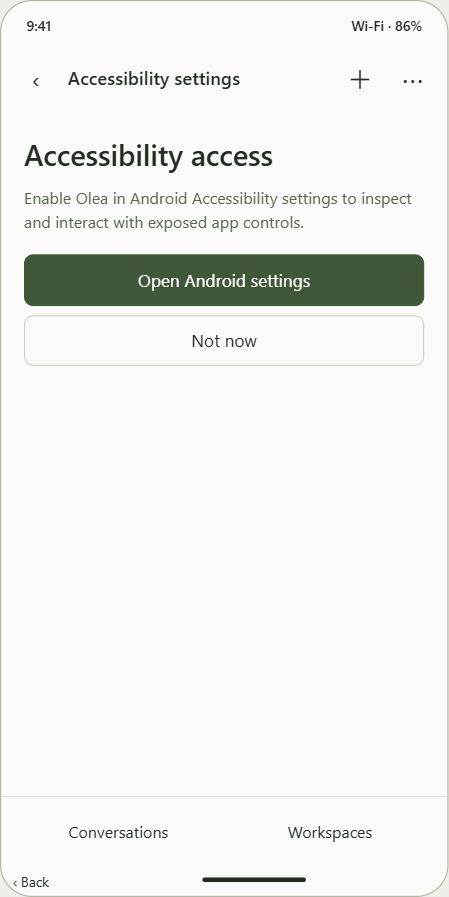 9:41
Wi-Fi · 86%
‹ Accessibility settings + ...
Accessibility access
Enable Olea in Android Accessibility settings to inspect
and interact with exposed app controls.
Open Android settings
Not now
Conversations
Workspaces
‹ Back